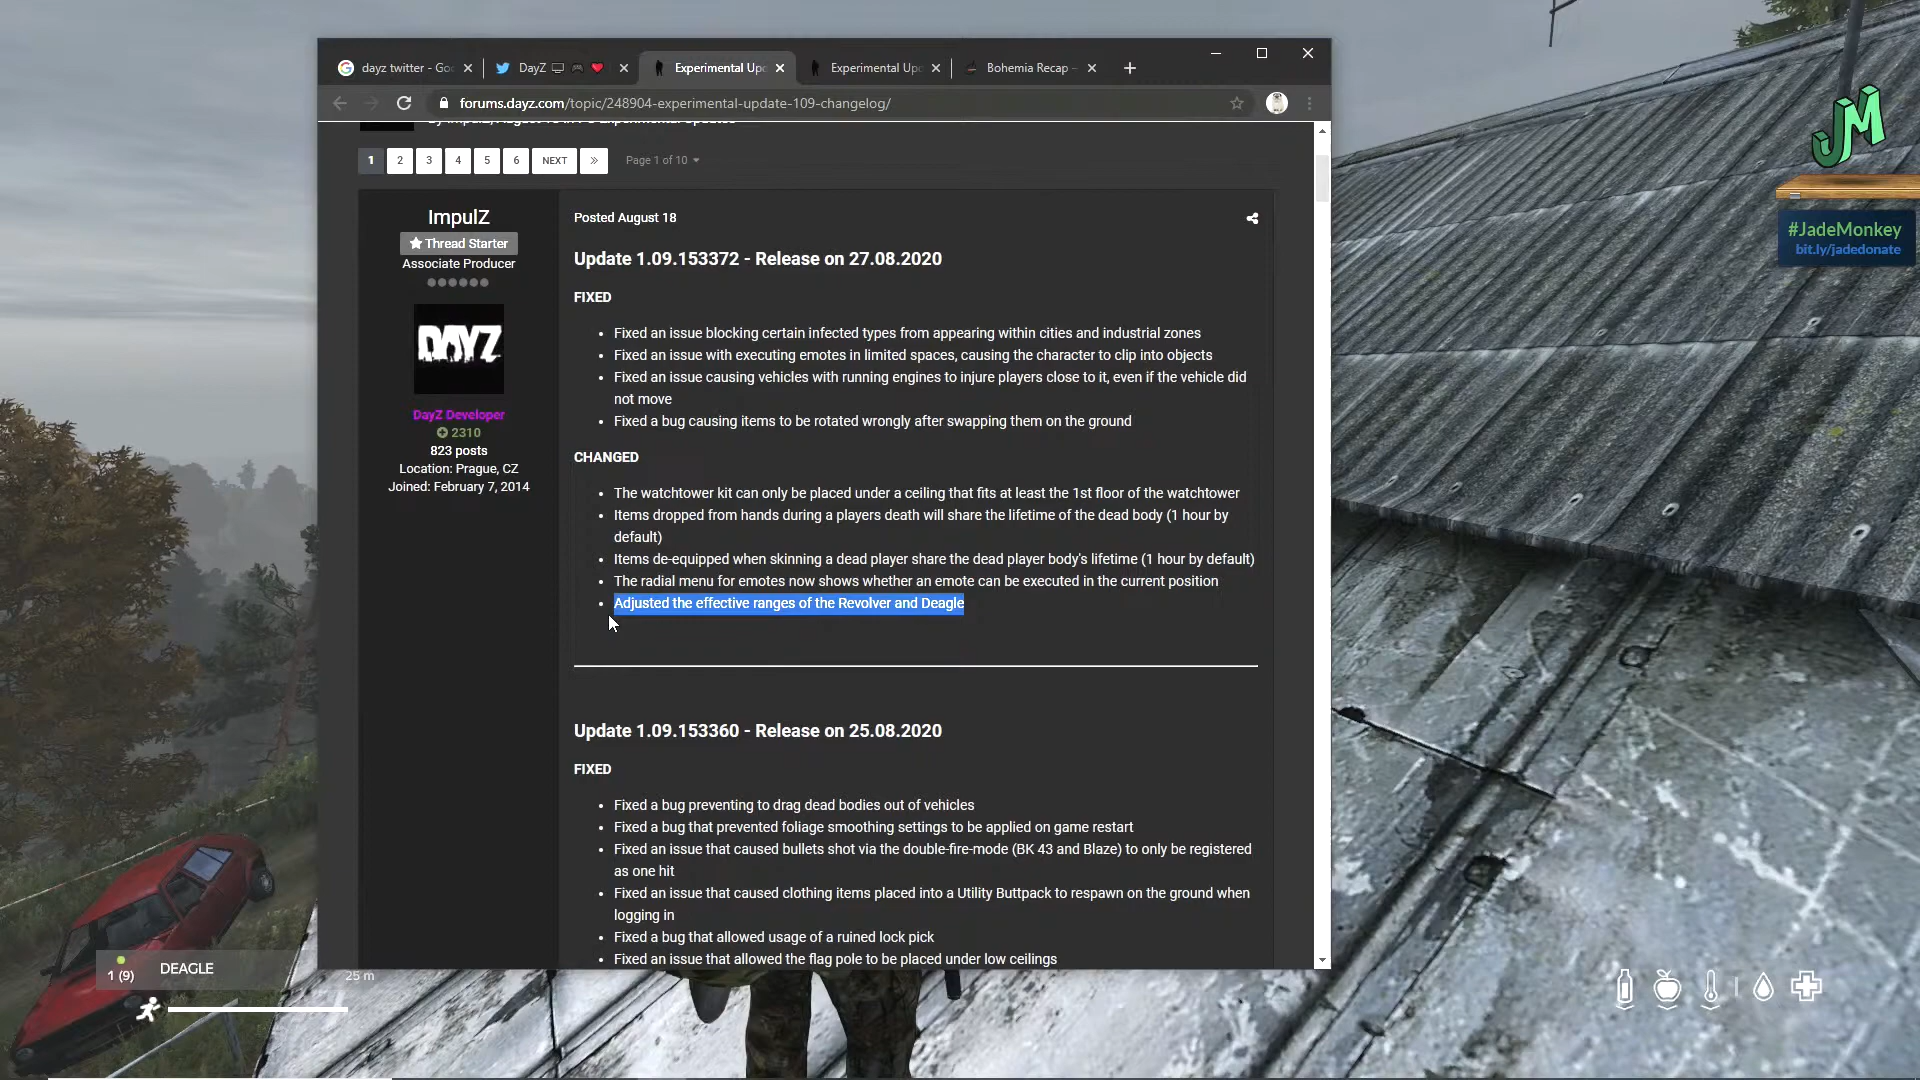 dayz twitter - Goo
DayZ
Experimental Upd
Experimental Upd
Bohemia Recap -
forums.dayz.com/topic/248904-experimental-update-109-changelog/
1 2 3 4 5 6 NEXT » Page 1 of 10
ImpulZ
Thread Starter
Associate Producer
DAYZ
DayZ Developer
2310
823 posts
Location: Prague, CZ
Joined: February 7, 2014
Posted August 18
Update 1.09.153372 - Release on 27.08.2020
FIXED
• Fixed an issue blocking certain infected types from appearing within cities and industrial zones
• Fixed an issue with executing emotes in limited spaces, causing the character to clip into objects
• Fixed an issue causing vehicles with running engines to injure players close to it, even if the vehicle did
not move
• Fixed a bug causing items to be rotated wrongly after swapping them on the ground
CHANGED
• The watchtower kit can only be placed under a ceiling that fits at least the 1st floor of the watchtower
• Items dropped from hands during a players death will share the lifetime of the dead body (1 hour by
default)
• Items de-equipped when skinning a dead player share the dead player body's lifetime (1 hour by default)
• The radial menu for emotes now shows whether an emote can be executed in the current position
• Adjusted the effective ranges of the Revolver and Deagle
Update 1.09.153360 - Release on 25.08.2020
FIXED
• Fixed a bug preventing to drag dead bodies out of vehicles
• Fixed a bug that prevented foliage smoothing settings to be applied on game restart
• Fixed an issue that caused bullets shot via the double-fire-mode (BK 43 and Blaze) to only be registered
as one hit
• Fixed an issue that caused clothing items placed into a Utility Buttpack to respawn on the ground when
logging in
• Fixed a bug that allowed usage of a ruined lock pick
• Fixed an issue that allowed the flag pole to be placed under low ceilings
JM
#JadeMonkey
bit.ly/jadedonate
1 (9) DEAGLE
25 m